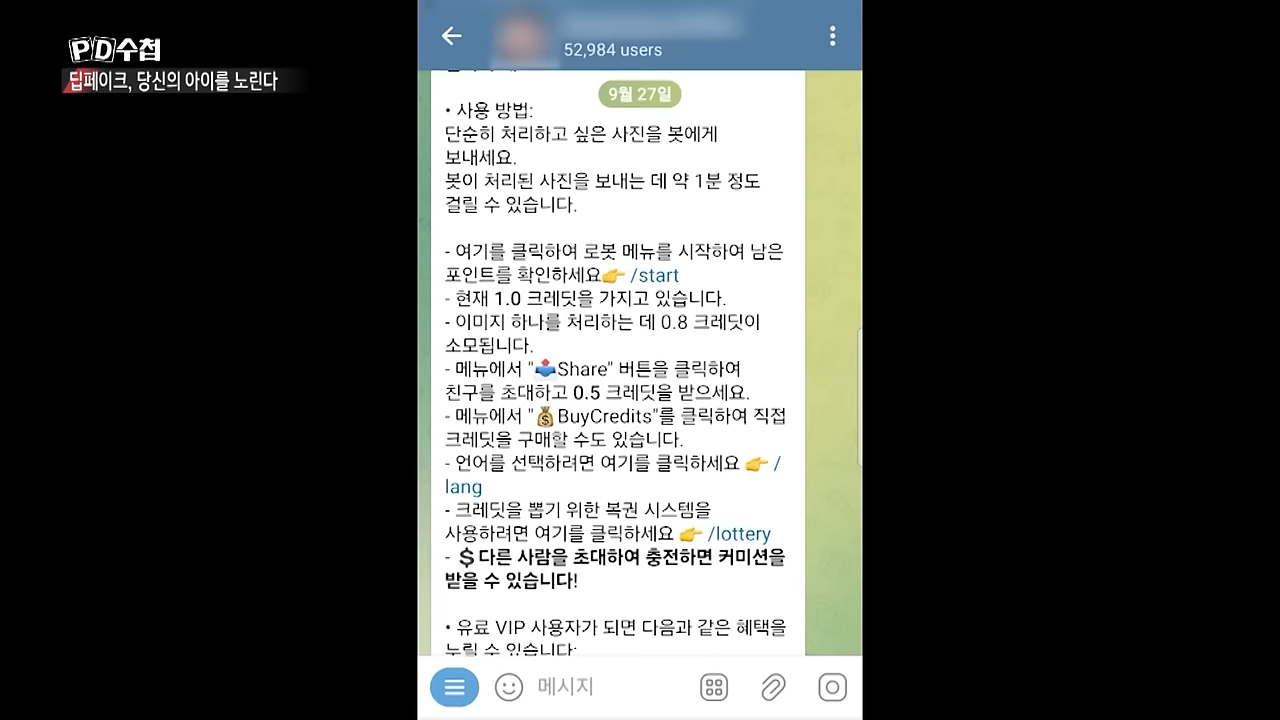 PD수첩
딥페이크, 당신의 아이를 노린다
52,984 users
9월 27일
• 사용 방법:
단순히 처리하고 싶은 사진을 봇에게
보내세요.
봇이 처리된 사진을 보내는 데 약 1분 정도
걸릴 수 있습니다.
- 여기를 클릭하여 로봇 메뉴를 시작하여 남은
포인트를 확인하세요👉 /start
- 현재 1.0 크레딧을 가지고 있습니다.
- 이미지 하나를 처리하는 데 0.8 크레딧이
소모됩니다.
- 메뉴에서 "📤Share" 버튼을 클릭하여
친구를 초대하고 0.5 크레딧을 받으세요.
- 메뉴에서 "💰BuyCredits"를 클릭하여 직접
크레딧을 구매할 수도 있습니다.
- 언어를 선택하려면 여기를 클릭하세요 👉 /
lang
- 크레딧을 뽑기 위한 복권 시스템을
사용하려면 여기를 클릭하세요 👉 /lottery
- 💲다른 사람을 초대하여 충전하면 커미션을
받을 수 있습니다!
• 유료 VIP 사용자가 되면 다음과 같은 혜택을
누릴 수 있습니다:
메시지